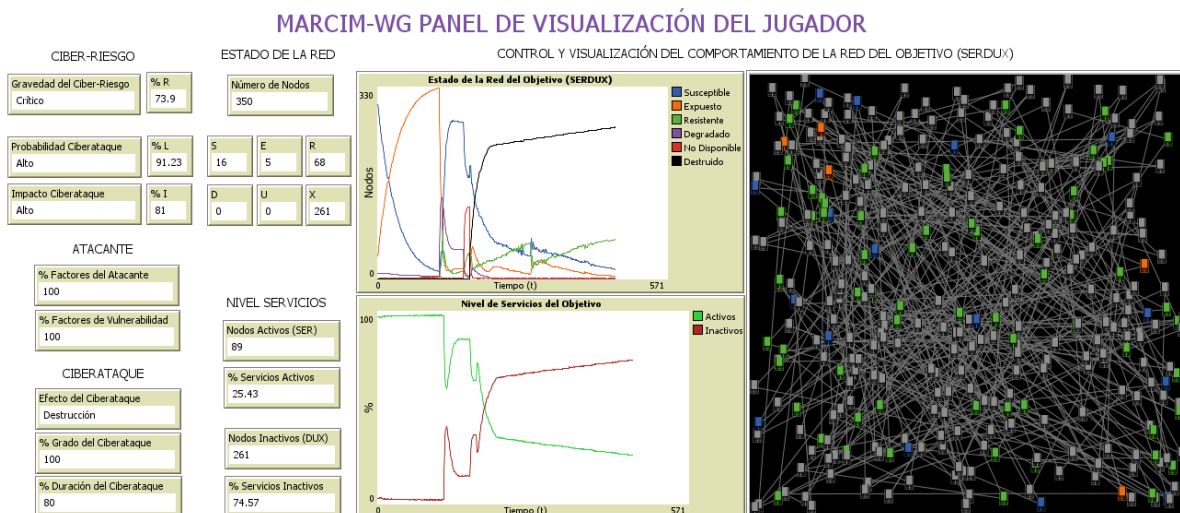 MARCIM-WG PANEL DE VISUALIZACIÓN DEL JUGADOR
CIBER-RIESGO
Gravedad del Ciber-Riesgo
Crítico
% R
73.9
Probabilidad Ciberataque
Alto
% L
91.23
Impacto Ciberataque
Alto
% I
81
ATACANTE
% Factores del Atacante
100
% Factores de Vulnerabilidad
100
CIBERATAQUE
Efecto del Ciberataque
Destrucción
% Grado del Ciberataque
100
% Duración del Ciberataque
80
ESTADO DE LA RED
Número de Nodos
350
S
16
E
5
R
68
D
0
U
0
X
261
NIVEL SERVICIOS
Nodos Activos (SER)
89
% Servicios Activos
25.43
Nodos Inactivos (DUX)
261
% Servicios Inactivos
74.57
CONTROL Y VISUALIZACIÓN DEL COMPORTAMIENTO DE LA RED DEL OBJETIVO (SERDUX)
Estado de la Red del Objetivo (SERDUX)
330
Nodos
0
0
Tiempo (t)
571
Susceptible
Expuesto
Resistente
Degradado
No Disponible
Destruido
Nivel de Servicios del Objetivo
100
%
0
0
Tiempo (t)
571
Activos
Inactivos